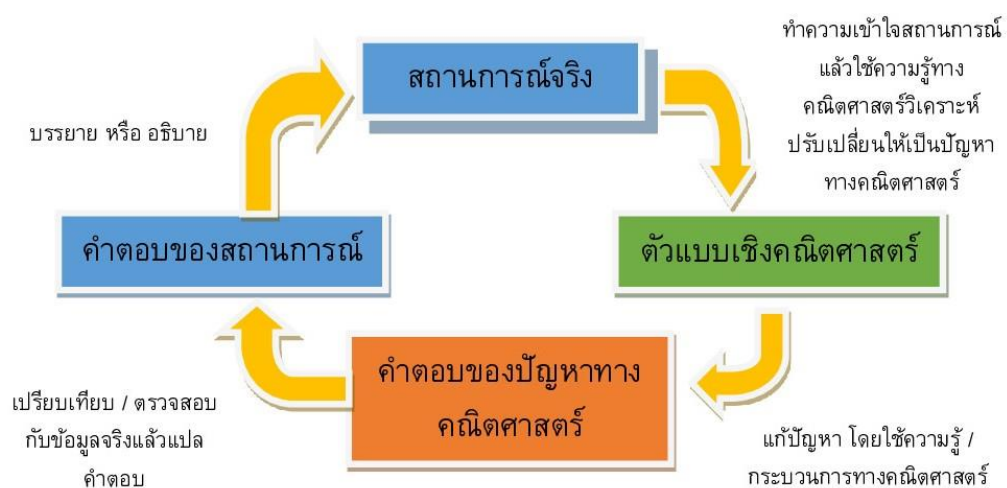 สถานการณ์จริง
ทำความเข้าใจสถานการณ์
แล้วใช้ความรู้ทาง
คณิตศาสตร์วิเคราะห์
ปรับเปลี่ยนให้เป็นปัญหา
ทางคณิตศาสตร์
ตัวแบบเชิงคณิตศาสตร์
แก้ปัญหา โดยใช้ความรู้ /
กระบวนการทางคณิตศาสตร์
คำตอบของปัญหาทาง
คณิตศาสตร์
เปรียบเทียบ / ตรวจสอบ
กับข้อมูลจริงแล้วแปล
คำตอบ
คำตอบของสถานการณ์
บรรยาย หรือ อธิบาย